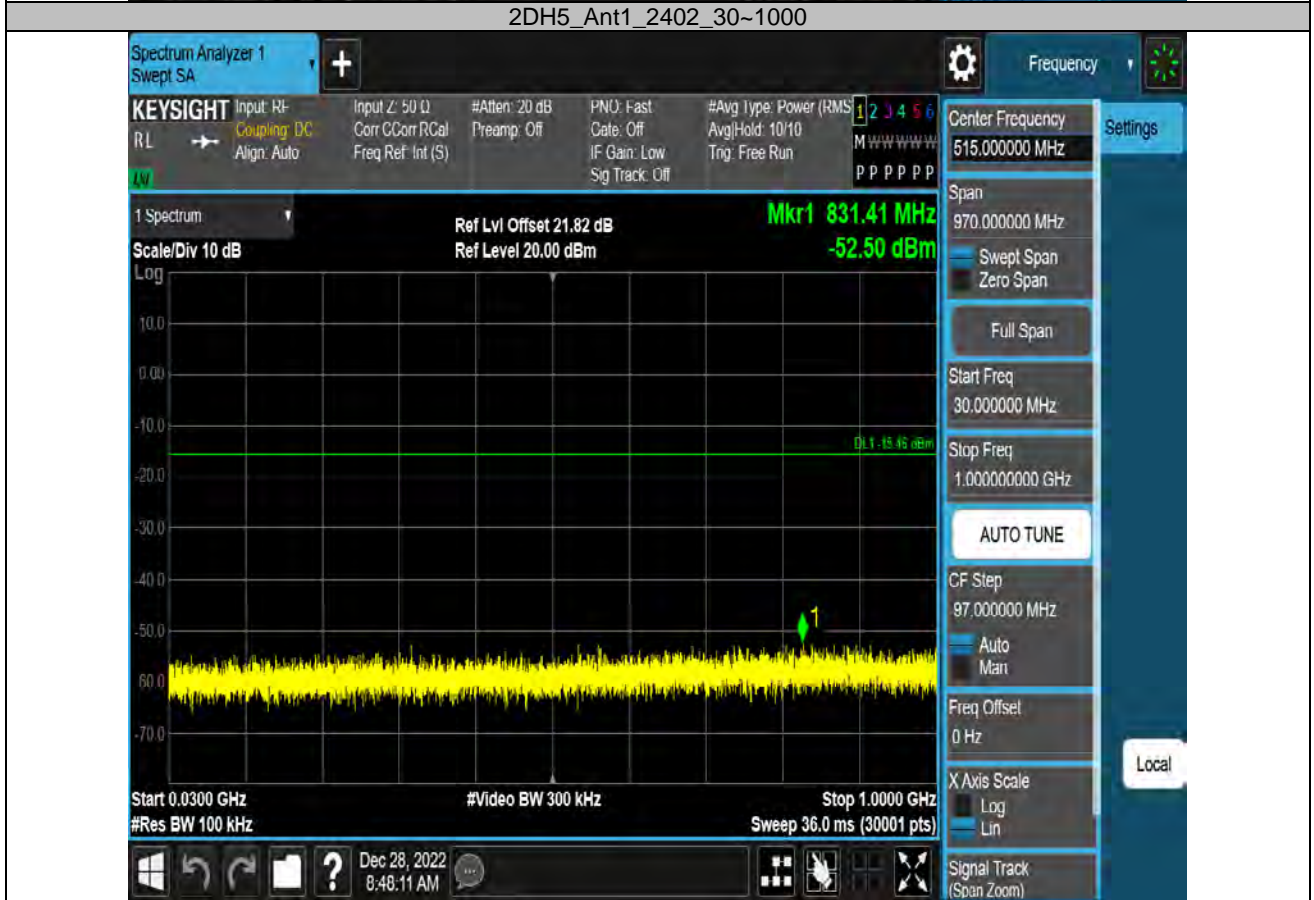 2DH5_Ant1_2402_30~1000
Spectrum Analyzer 1
Swept SA
+
Frequency
KEYSIGHT
RL
Input: RF
Coupling: DC
Align: Auto
Input Z: 50 Ω
Corr CCorr RCal
Freq Ref: Int (S)
#Atten: 20 dB
Preamp: Off
PNO: Fast
Gate: Off
IF Gain: Low
Sig Track: Off
#Avg Type: Power (RMS
Avg|Hold: 10/10
Trig: Free Run
1 2 3 4 5 6
M W W W W W
P P P P P P
1 Spectrum
Scale/Div 10 dB
Ref Lvl Offset 21.82 dB
Ref Level 20.00 dBm
Mkr1 831.41 MHz
-52.50 dBm
Log
10.0
0.00
-10.0
DL1 -15.46 dBm
-20.0
-30.0
-40.0
1
-50.0
-60.0
-70.0
Start 0.0300 GHz
#Video BW 300 kHz
Stop 1.0000 GHz
#Res BW 100 kHz
Sweep 36.0 ms (30001 pts)
?
Dec 28, 2022
8:48:11 AM
Center Frequency
515.000000 MHz
Settings
Span
970.000000 MHz
Swept Span
Zero Span
Full Span
Start Freq
30.000000 MHz
Stop Freq
1.000000000 GHz
AUTO TUNE
CF Step
97.000000 MHz
Auto
Man
Freq Offset
0 Hz
Local
X Axis Scale
Log
Lin
Signal Track
(Span Zoom)